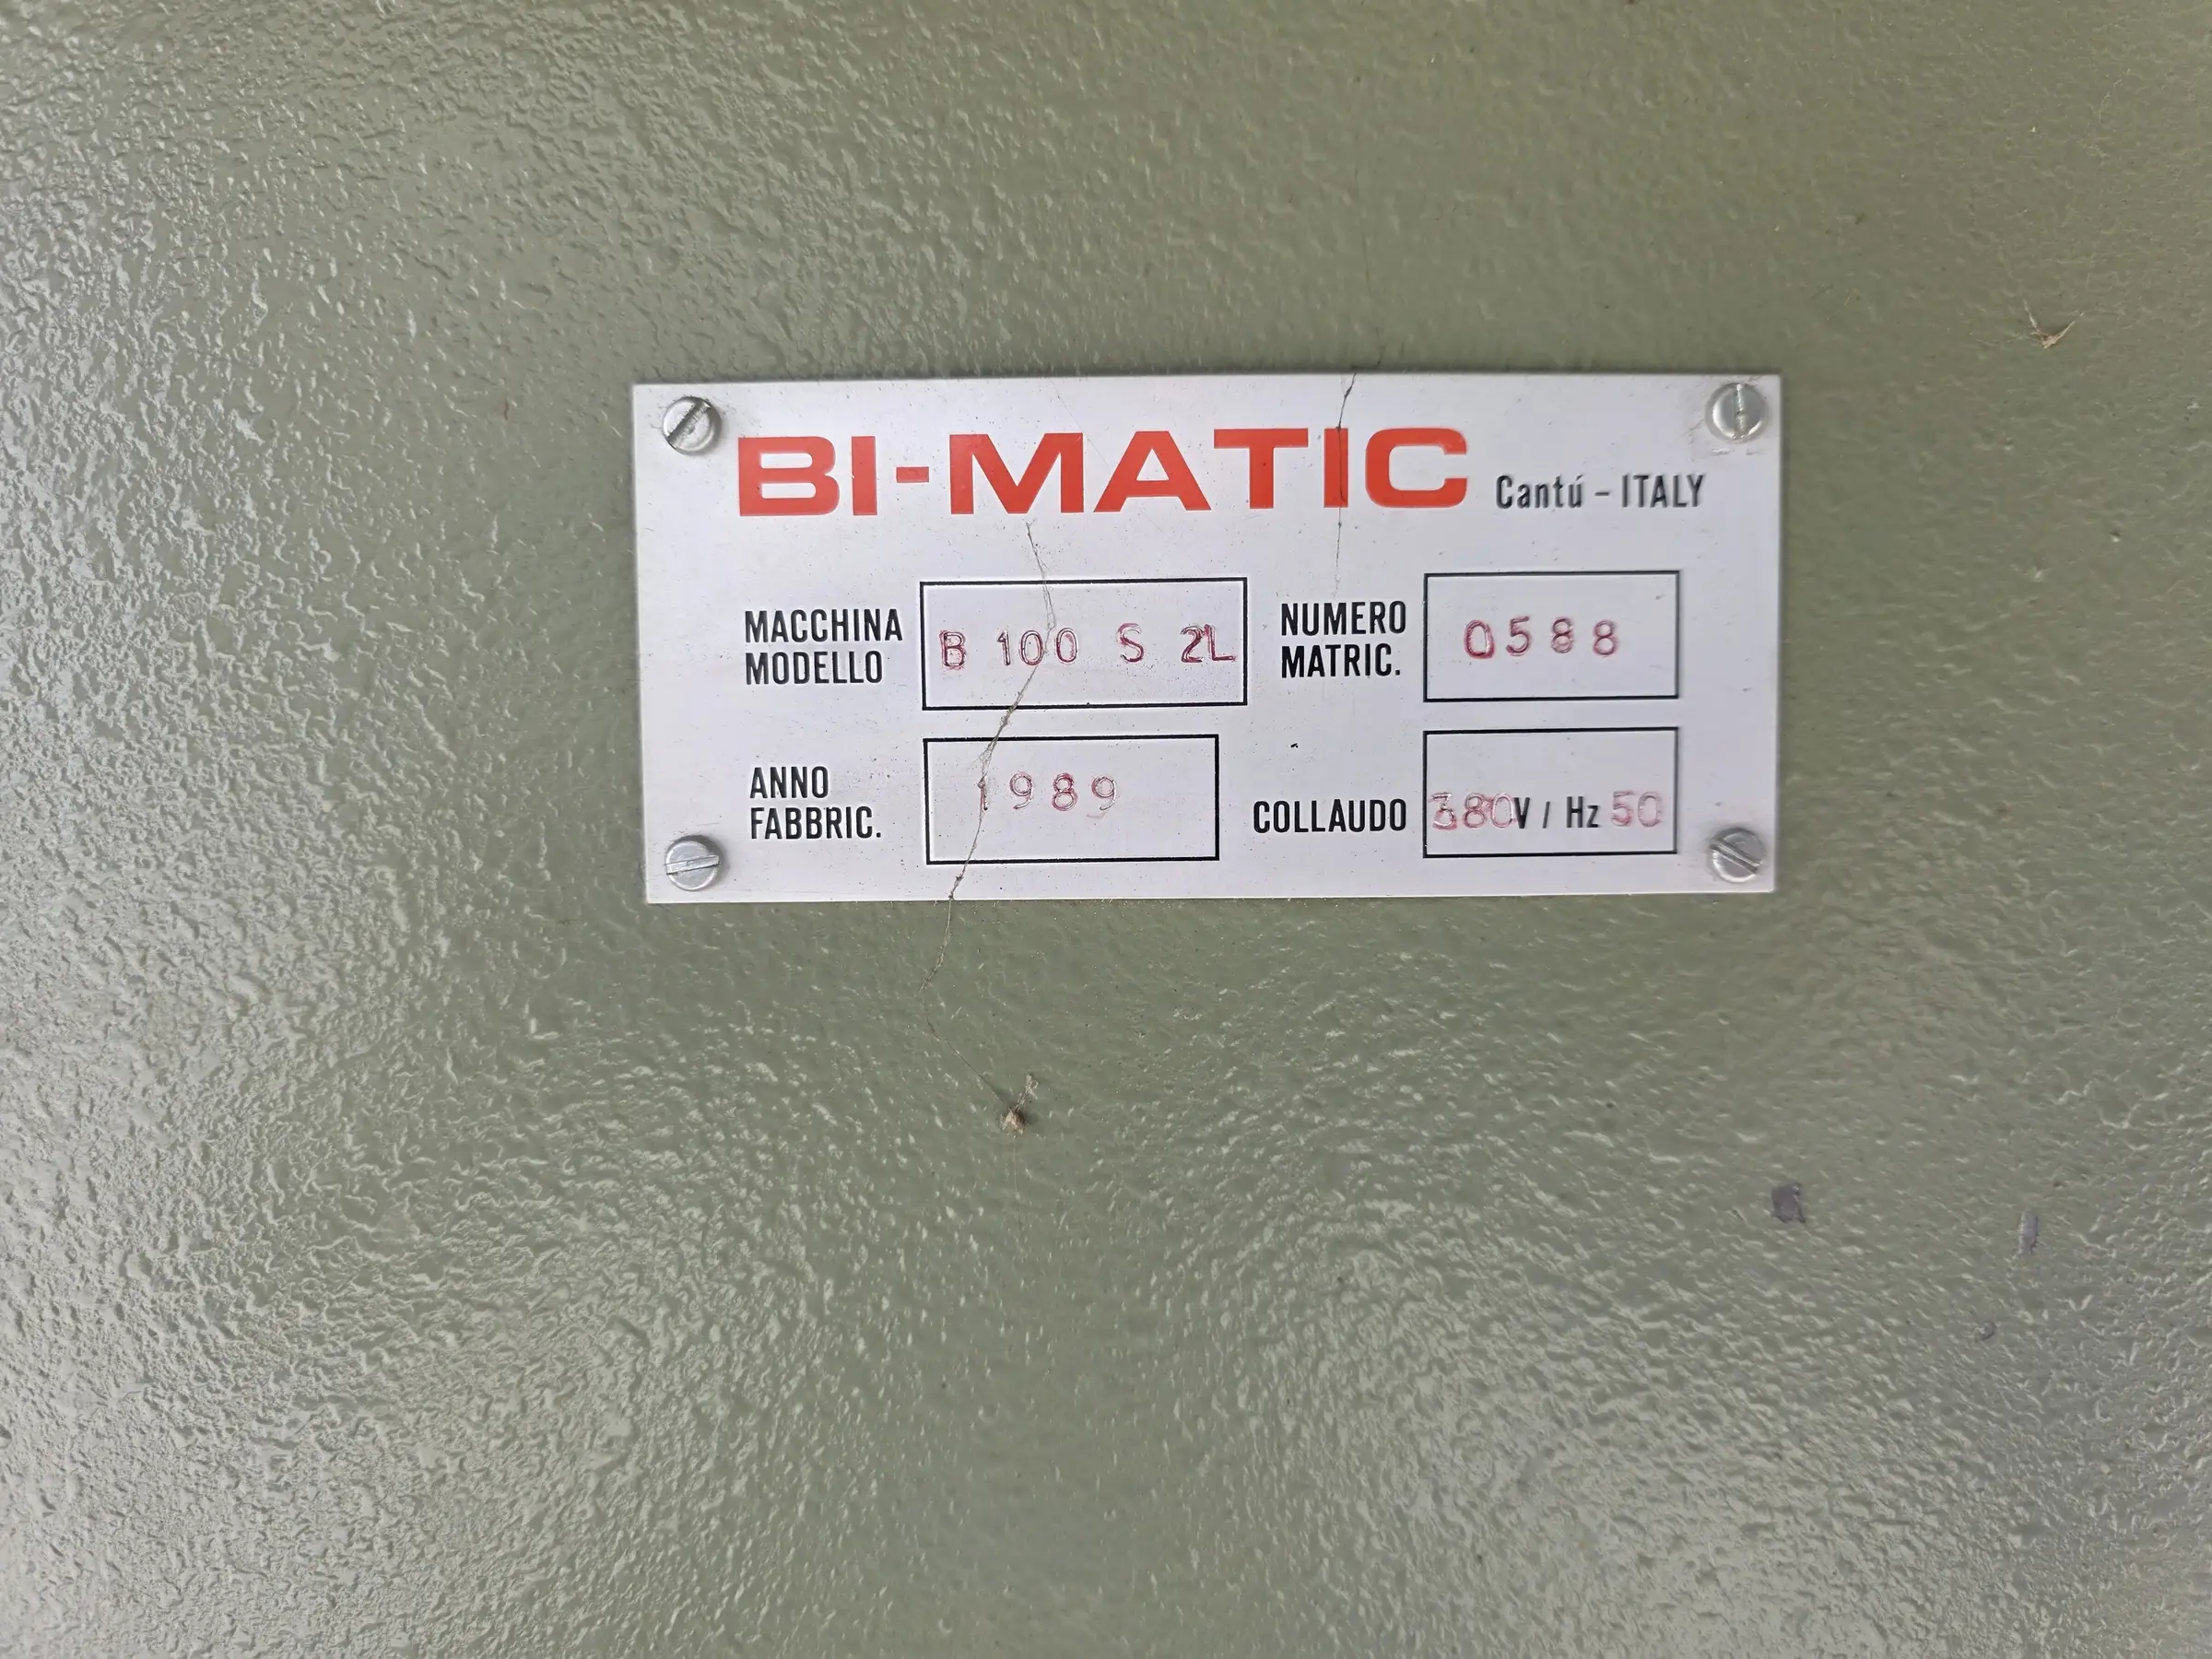 BI-MATIC Cantú - ITALY
MACCHINA MODELLO B 100 S 2L NUMERO MATRIC. 0588
ANNO FABBRIC. 1989 COLLAUDO 380V / Hz 50